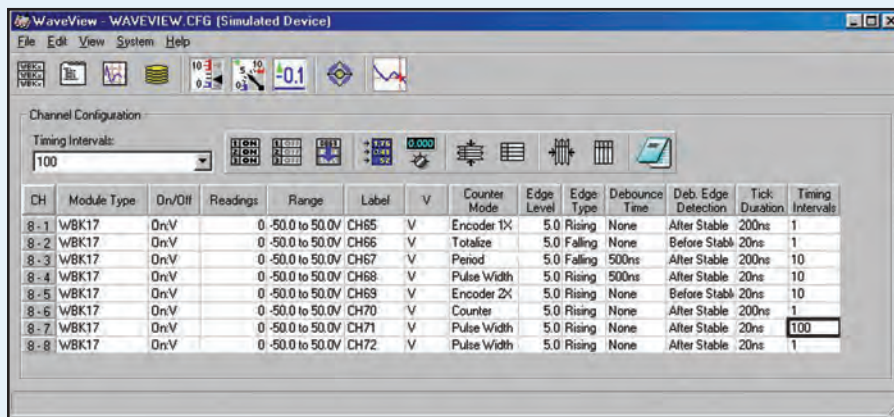 WaveView - WAVEVIEW.CFG (Simulated Device)
File Edit View System Help
Channel Configuration
Timing Intervals:
100
CH Module Type On/Off Readings Range Label V Counter Mode Edge Level Edge Type Debounce Time Deb. Edge Detection Tick Duration Timing Intervals
8 - 1 WBK17 On:V 0 -50.0 to 50.0V CH65 V Encoder 1X 5.0 Rising None After Stable 200ns 1
8 - 2 WBK17 On:V 0 -50.0 to 50.0V CH66 V Totalize 5.0 Falling None Before Stabl 20ns 1
8 - 3 WBK17 On:V 0 -50.0 to 50.0V CH67 V Period 5.0 Falling 500ns After Stable 200ns 10
8 - 4 WBK17 On:V 0 -50.0 to 50.0V CH68 V Pulse Width 5.0 Rising 500ns After Stable 20ns 10
8 - 5 WBK17 On:V 0 -50.0 to 50.0V CH69 V Encoder 2X 5.0 Rising None Before Stabl 20ns 10
8 - 6 WBK17 On:V 0 -50.0 to 50.0V CH70 V Counter 5.0 Rising None After Stable 200ns 1
8 - 7 WBK17 On:V 0 -50.0 to 50.0V CH71 V Pulse Width 5.0 Rising None After Stable 20ns 100
8 - 8 WBK17 On:V 0 -50.0 to 50.0V CH72 V Pulse Width 5.0 Rising None After Stable 20ns 1